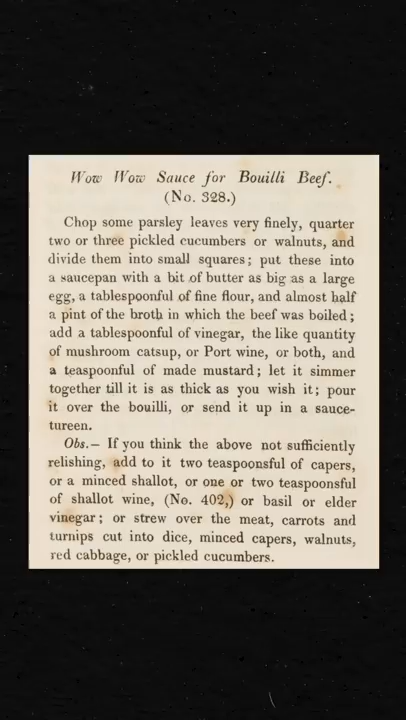 Wow Wow Sauce for Bouilli Beef.
(No. 328.)
Chop some parsley leaves very finely, quarter
two or three pickled cucumbers or walnuts, and
divide them into small squares; put these into
a saucepan with a bit of butter as big as a large
egg, a tablespoonful of fine flour, and almost half
a pint of the broth in which the beef was boiled;
add a tablespoonful of vinegar, the like quantity
of mushroom catsup, or Port wine, or both, and
a teaspoonful of made mustard; let it simmer
together till it is as thick as you wish it; pour
it over the bouilli, or send it up in a sauce-
tureen.
Obs.— If you think the above not sufficiently
relishing, add to it two teaspoonsful of capers,
or a minced shallot, or one or two teaspoonsful
of shallot wine, (No. 402,) or basil or elder
vinegar; or strew over the meat, carrots and
turnips cut into dice, minced capers, walnuts,
red cabbage, or pickled cucumbers.